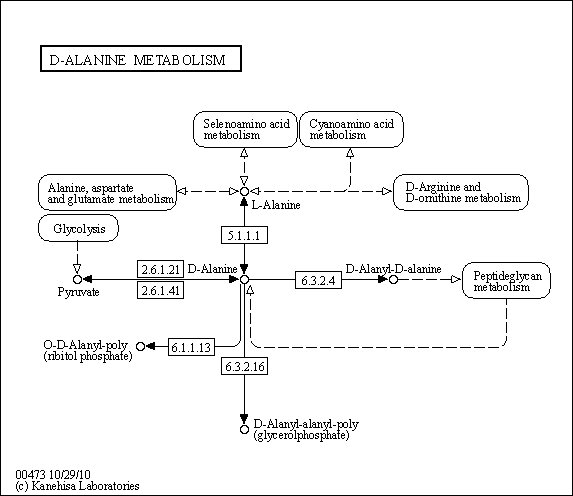 D-ALANINE METABOLISM
Selenoamino acid
metabolism
Cyanoamino acid
metabolism
Alanine, aspartate
and glutamate metabolism
L-Alanine
D-Arginine and
D-ornithine metabolism
Glycolysis
5.1.1.1
2.6.1.21
D-Alanine
D-Alanyl-D-alanine
Pyruvate
2.6.1.41
6.3.2.4
Peptideglycan
metabolism
O-D-Alanyl-poly
(ribitol phosphate)
6.1.1.13
6.3.2.16
D-Alanyl-alanyl-poly
(glycerolphosphate)
00473 10/29/10
(c) Kanehisa Laboratories